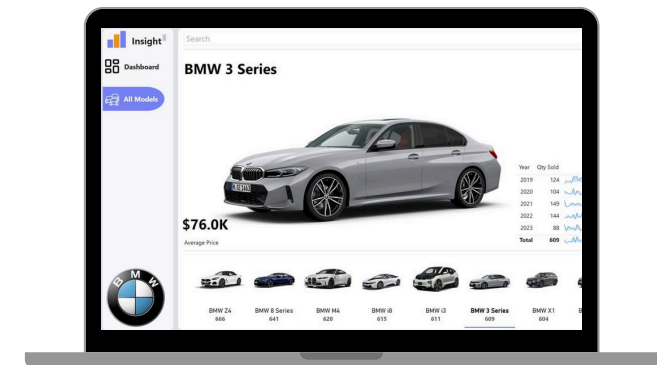 Insight
Search
Dashboard
BMW 3 Series
All Models
Year Qty Sold
2019 124
2020 104
2021 149
2022 144
2023 88
Total 609
$76.0K
Average Price
BMW
BMW Z4
666
BMW 8 Series
641
BMW M4
620
BMW i8
615
BMW i3
611
BMW 3 Series
609
BMW X1
604
B